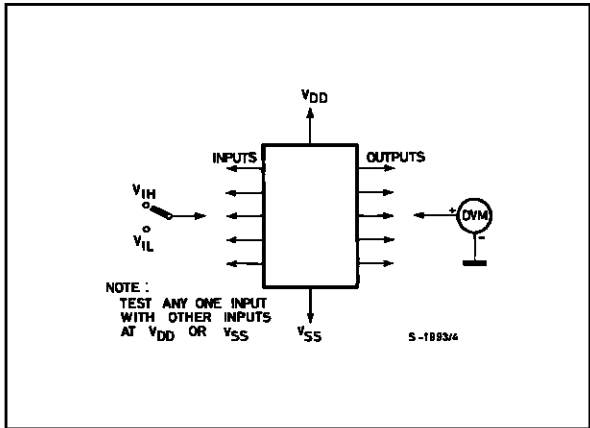 VDD
INPUTS
OUTPUTS
VIH
VIL
+
DVM
-
NOTE :
TEST ANY ONE INPUT
WITH OTHER INPUTS
AT VDD OR VSS
VSS
S-1893/4